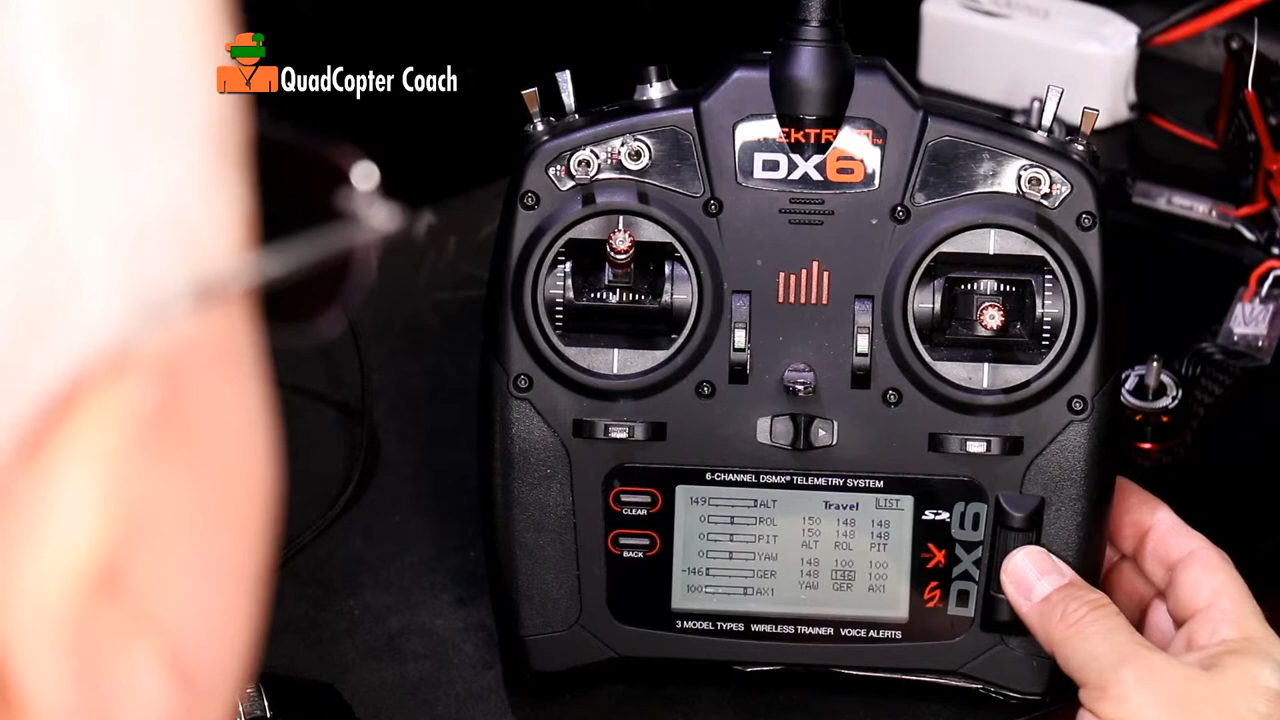 QuadCopter Coach
DX6
6-CHANNEL DSMX® TELEMETRY SYSTEM
CLEAR
BACK
149 ALT
0 ROL
0 PIT
0 YAW
-146 GER
100 AX1
Travel LIST
150 148 148
150 148 148
ALT ROL PIT
148 100 100
148 146 100
YAW GER AX1
SD
DX6
3 MODEL TYPES WIRELESS TRAINER VOICE ALERTS